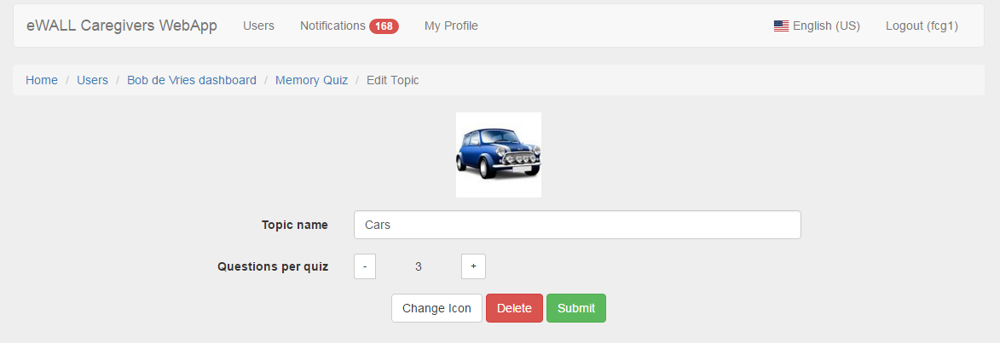 eWALL Caregivers WebApp Users Notifications 168 My Profile English (US) Logout (fcg1)
Home / Users / Bob de Vries dashboard / Memory Quiz / Edit Topic
Topic name Cars
Questions per quiz - 3 +
Change Icon Delete Submit